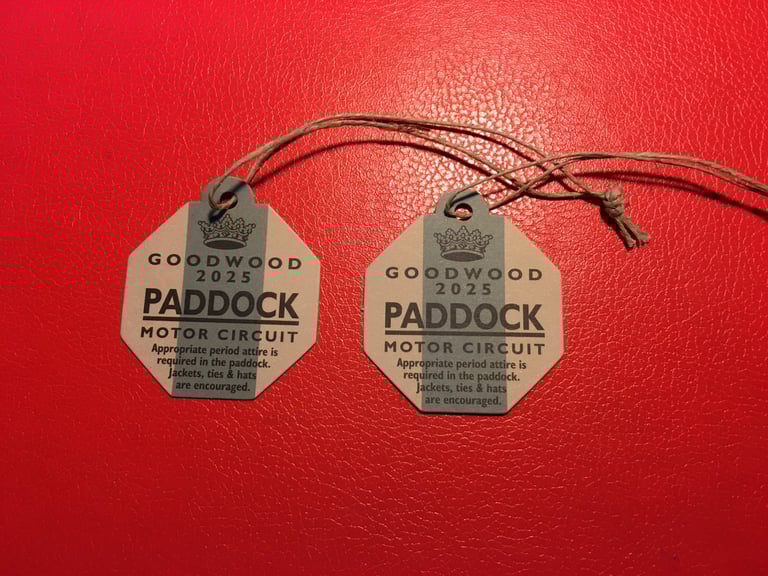 GOODWOOD
2025
PADDOCK
MOTOR CIRCUIT
Appropriate period attire is
required in the paddock.
Jackets, ties & hats
are encouraged.
GOODWOOD
2025
PADDOCK
MOTOR CIRCUIT
Appropriate period attire is
required in the paddock.
Jackets, ties & hats
are encouraged.